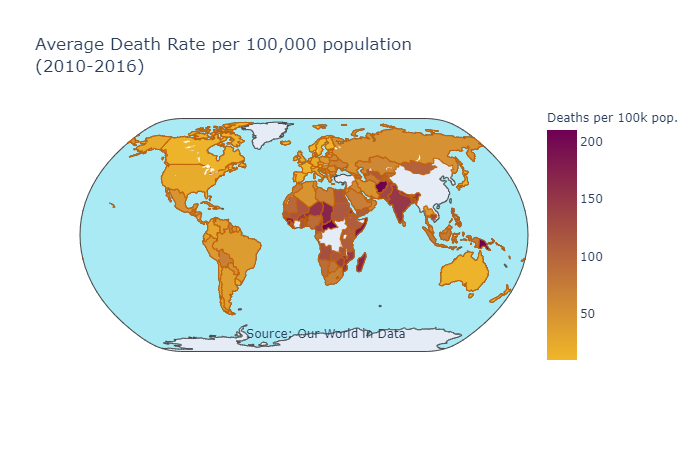 Average Death Rate per 100,000 population
(2010-2016)
Deaths per 100k pop.
200
150
100
50
Source: Our World in Data